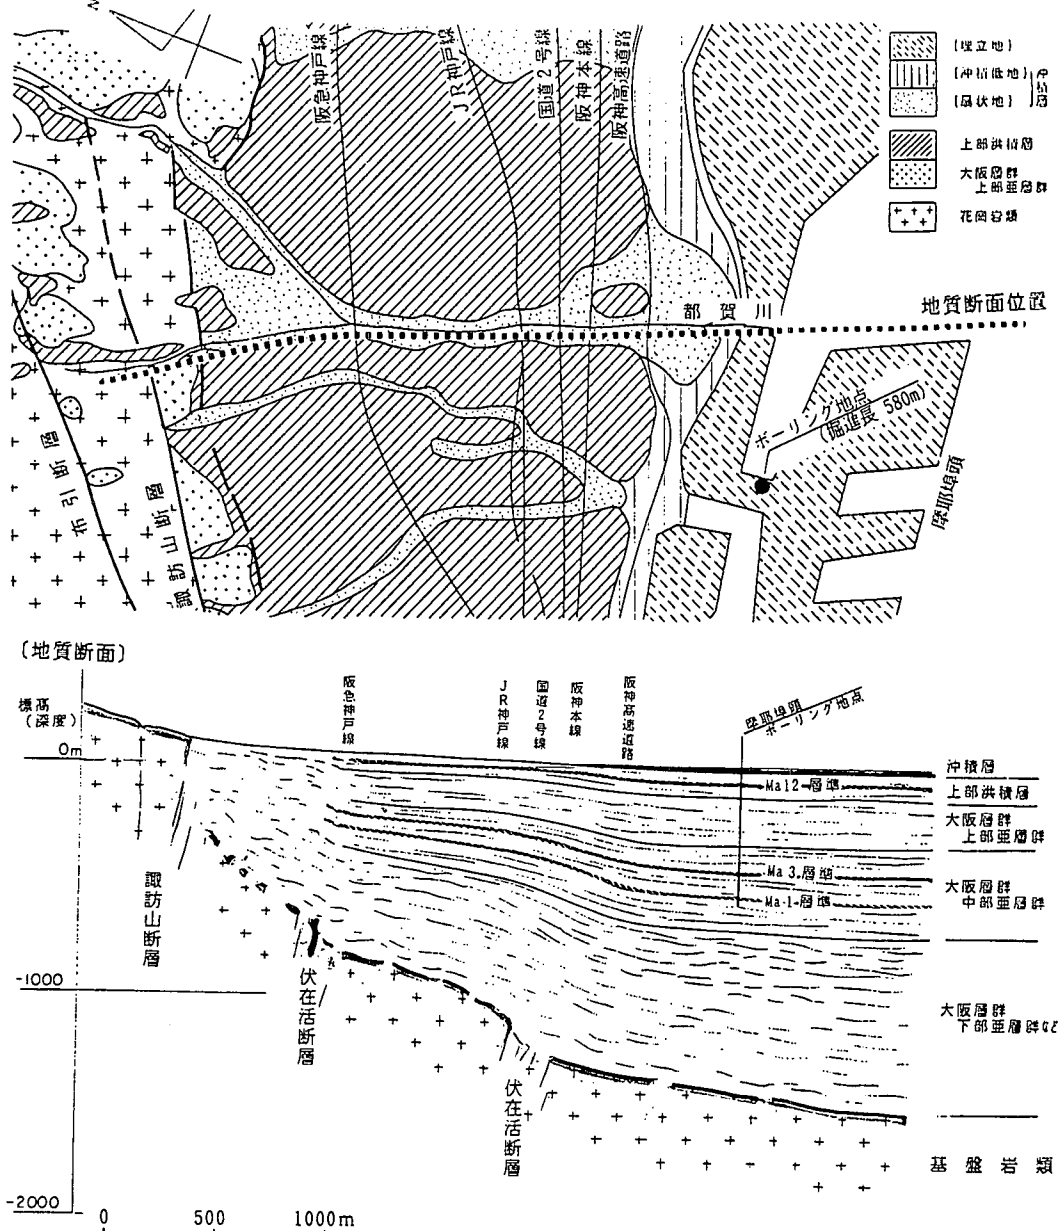 N
阪急神戸線
JR神戸線
国道2号線
阪神本線
阪神高速道路
(埋立地)
(沖積低地)
(扇状地)
沖積層
上部洪積層
大阪層群
上部亜層群
花崗岩類
都賀川
地質断面位置
ボーリング地点
(掘進長 580m)
摩耶埠頭
布引断層
諏訪山断層
〔地質断面〕
標高
(深度)
0m
-1000
-2000
阪急神戸線
JR神戸線
国道2号線
阪神本線
阪神高速道路
摩耶埠頭
ボーリング地点
Ma12 層準
Ma3 層準
Ma-1 層準
沖積層
上部洪積層
大阪層群
上部亜層群
大阪層群
中部亜層群
大阪層群
下部亜層群など
基盤岩類
諏訪山断層
伏在活断層
伏在活断層
0 500 1000m